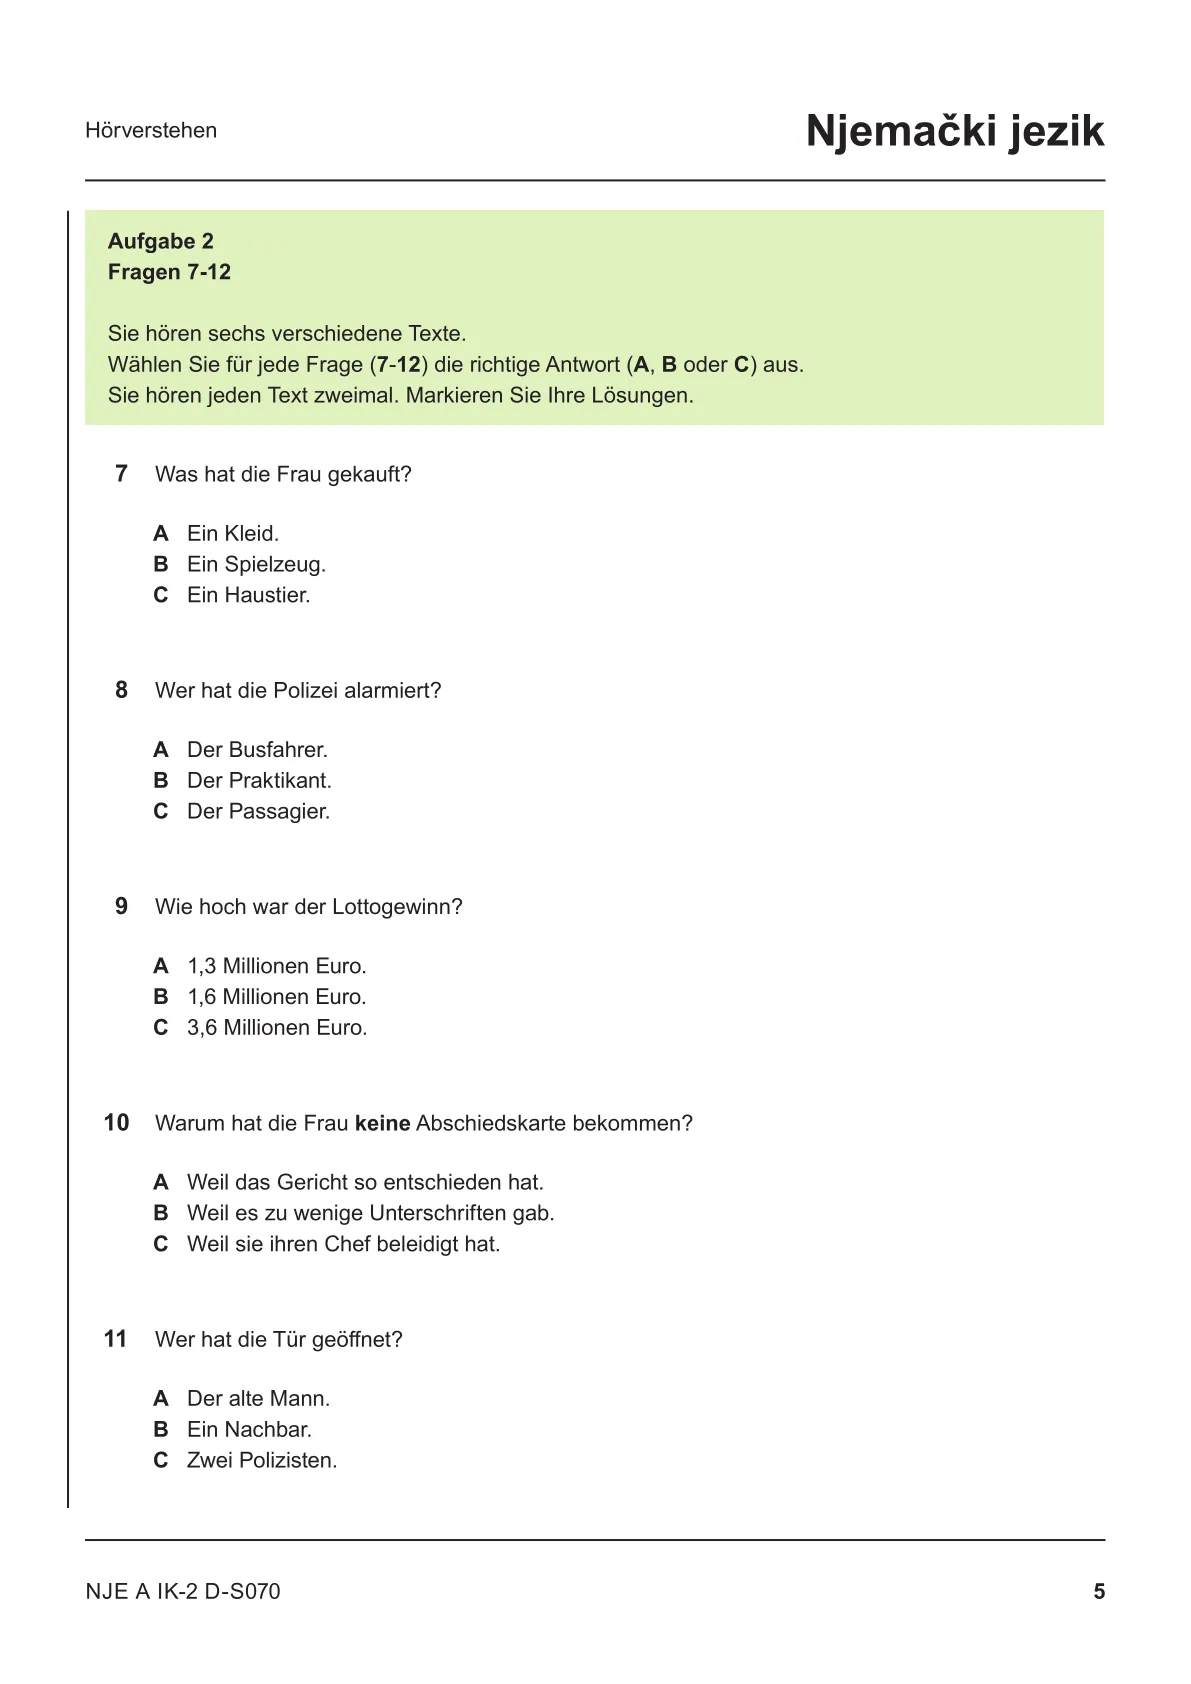 Hörverstehen
Njemački jezik
Aufgabe 2
Fragen 7-12
Sie hören sechs verschiedene Texte.
Wählen Sie für jede Frage (7-12) die richtige Antwort (A, B oder C) aus.
Sie hören jeden Text zweimal. Markieren Sie Ihre Lösungen.
7 Was hat die Frau gekauft?
A Ein Kleid.
B Ein Spielzeug.
C Ein Haustier.
8 Wer hat die Polizei alarmiert?
A Der Busfahrer.
B Der Praktikant.
C Der Passagier.
9 Wie hoch war der Lottogewinn?
A 1,3 Millionen Euro.
B 1,6 Millionen Euro.
C 3,6 Millionen Euro.
10 Warum hat die Frau keine Abschiedskarte bekommen?
A Weil das Gericht so entschieden hat.
B Weil es zu wenige Unterschriften gab.
C Weil sie ihren Chef beleidigt hat.
11 Wer hat die Tür geöffnet?
A Der alte Mann.
B Ein Nachbar.
C Zwei Polizisten.
NJE A IK-2 D-S070
5